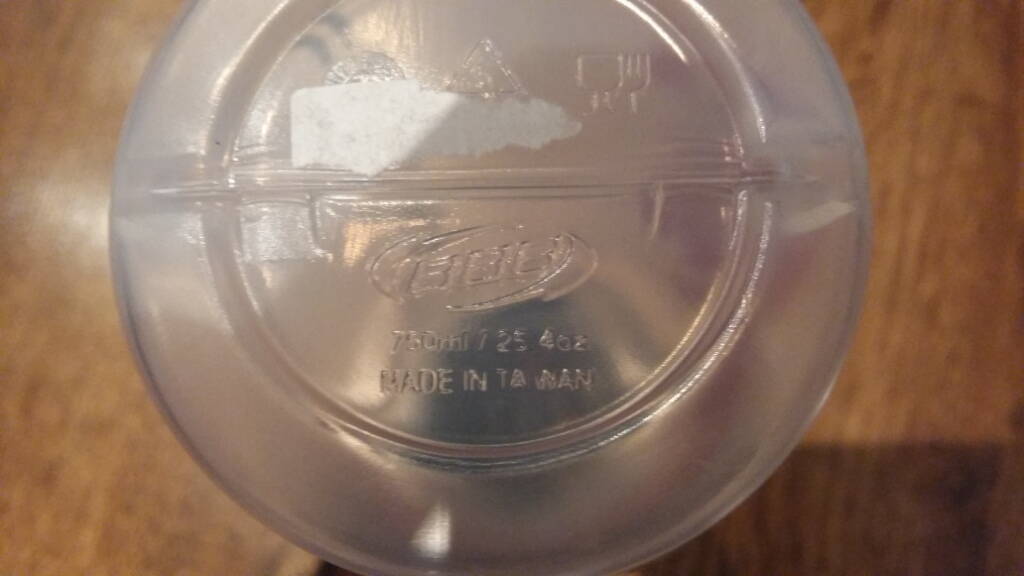 BBB
750ml / 25.4oz
MADE IN TAIWAN